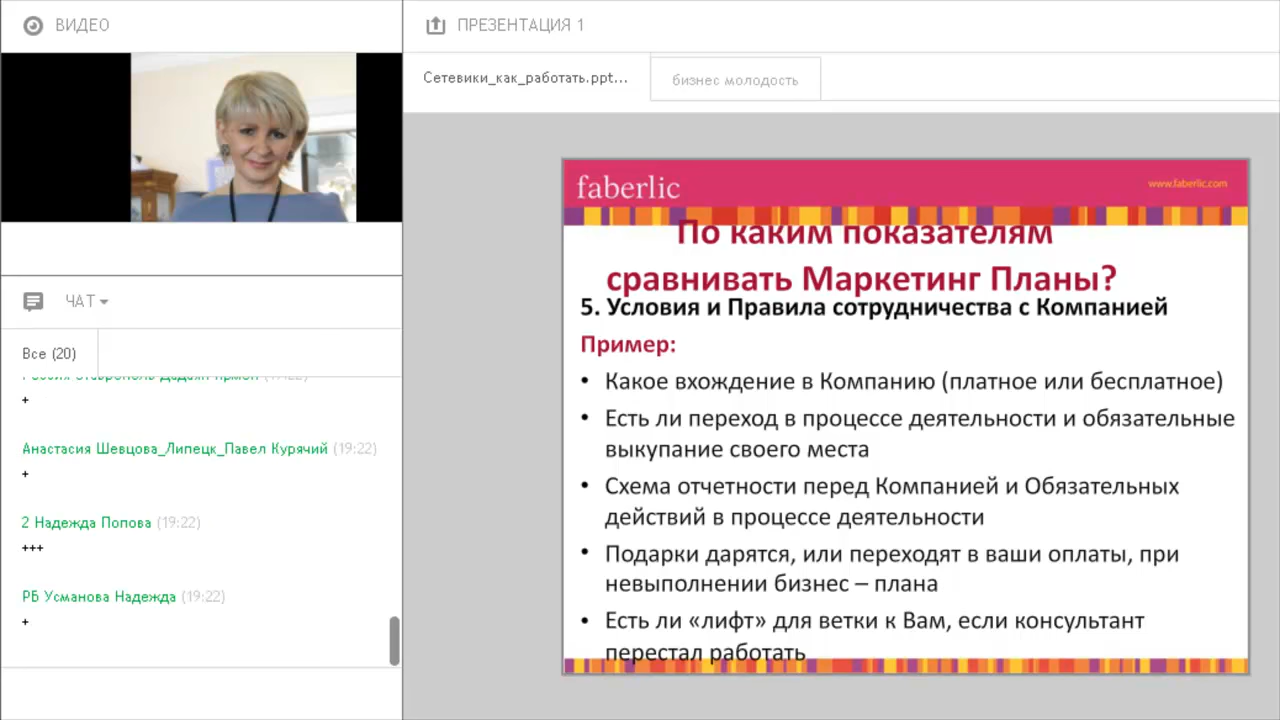 ВИДЕО
ПРЕЗЕНТАЦИЯ 1
Сетевики_как_работать.ppt...
бизнес молодость
faberlic
www.faberlic.com
По каким показателям
сравнивать Маркетинг Планы?
5. Условия и Правила сотрудничества с Компанией
Пример:
• Какое вхождение в Компанию (платное или бесплатное)
• Есть ли переход в процессе деятельности и обязательные
выкупание своего места
• Схема отчетности перед Компанией и Обязательных
действий в процессе деятельности
• Подарки дарятся, или переходят в ваши оплаты, при
невыполнении бизнес – плана
• Есть ли «лифт» для ветки к Вам, если консультант
перестал работать
ЧАТ
Все (20)
+
Анастасия Шевцова_Липецк_Павел Курячий (19:22)
+
2 Надежда Попова (19:22)
+++
РБ Усманова Надежда (19:22)
+